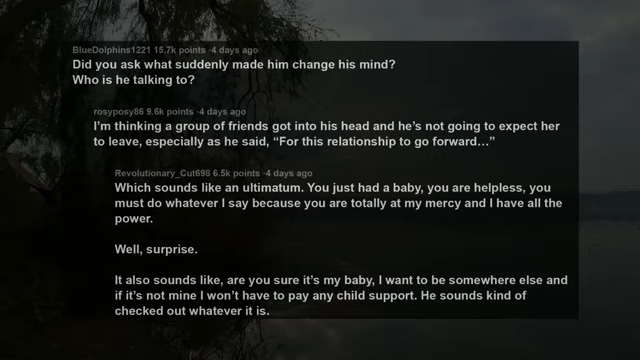 BlueDolphins1221 15.7k points · 4 days ago
Did you ask what suddenly made him change his mind?
Who is he talking to?
rosyposy86 9.6k points · 4 days ago
I'm thinking a group of friends got into his head and he's not going to expect her
to leave, especially as he said, “For this relationship to go forward…”
Revolutionary_Cut698 6.5k points · 4 days ago
Which sounds like an ultimatum. You just had a baby, you are helpless, you
must do whatever I say because you are totally at my mercy and I have all the
power.
Well, surprise.
It also sounds like, are you sure it's my baby, I want to be somewhere else and
if it's not mine I won't have to pay any child support. He sounds kind of
checked out whatever it is.